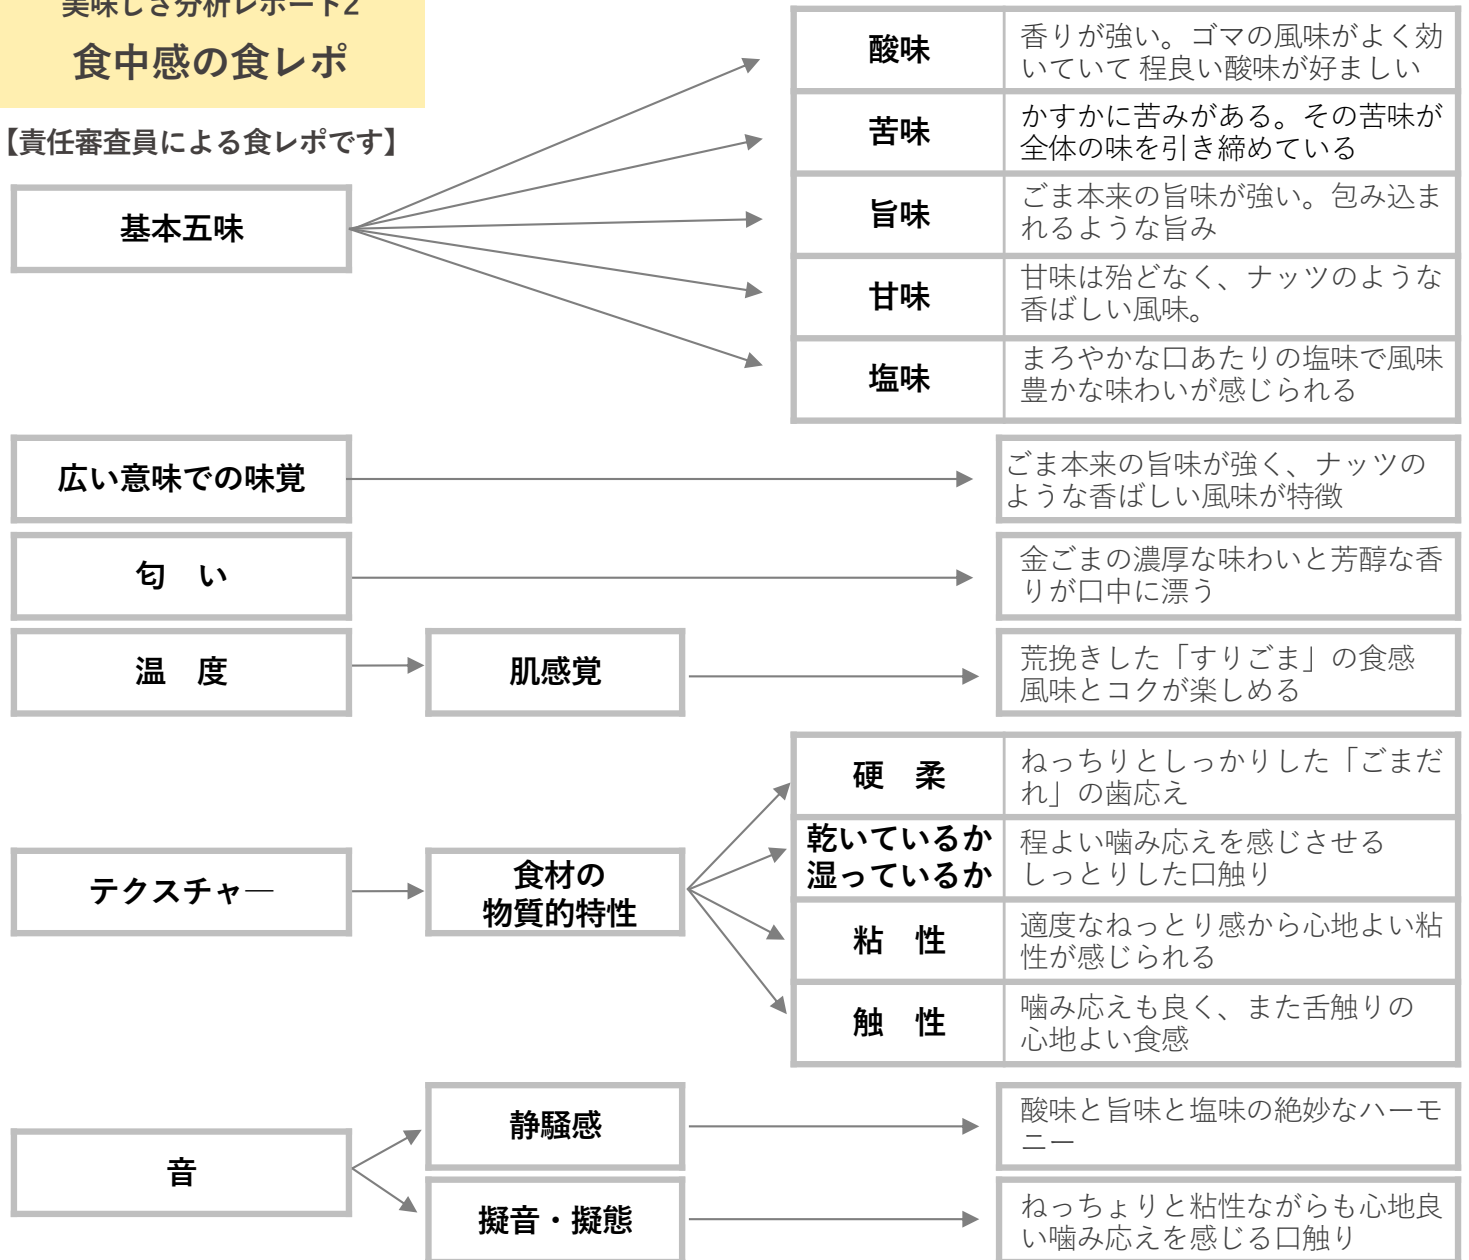 美味しさ分析レポート2
食中感の食レポ
【責任審査員による食レポです】
基本五味
酸味
香りが強い。ゴマの風味がよく効
いていて 程良い酸味が好ましい
苦味
かすかに苦みがある。その苦味が
全体の味を引き締めている
旨味
ごま本来の旨味が強い。包み込ま
れるような旨み
甘味
甘味は殆どなく、ナッツのような
香ばしい風味。
塩味
まろやかな口あたりの塩味で風味
豊かな味わいが感じられる
広い意味での味覚
ごま本来の旨味が強く、ナッツの
ような香ばしい風味が特徴
匂　い
金ごまの濃厚な味わいと芳醇な香
りが口中に漂う
温　度
肌感覚
荒挽きした「すりごま」の食感
風味とコクが楽しめる
テクスチャ―
食材の
物質的特性
硬　柔
ねっちりとしっかりした「ごまだ
れ」の歯応え
乾いているか
湿っているか
程よい噛み応えを感じさせる
しっとりした口触り
粘　性
適度なねっとり感から心地よい粘
性が感じられる
触　性
噛み応えも良く、また舌触りの
心地よい食感
音
静騒感
酸味と旨味と塩味の絶妙なハーモ
ニー
擬音・擬態
ねっちょりと粘性ながらも心地良
い噛み応えを感じる口触り